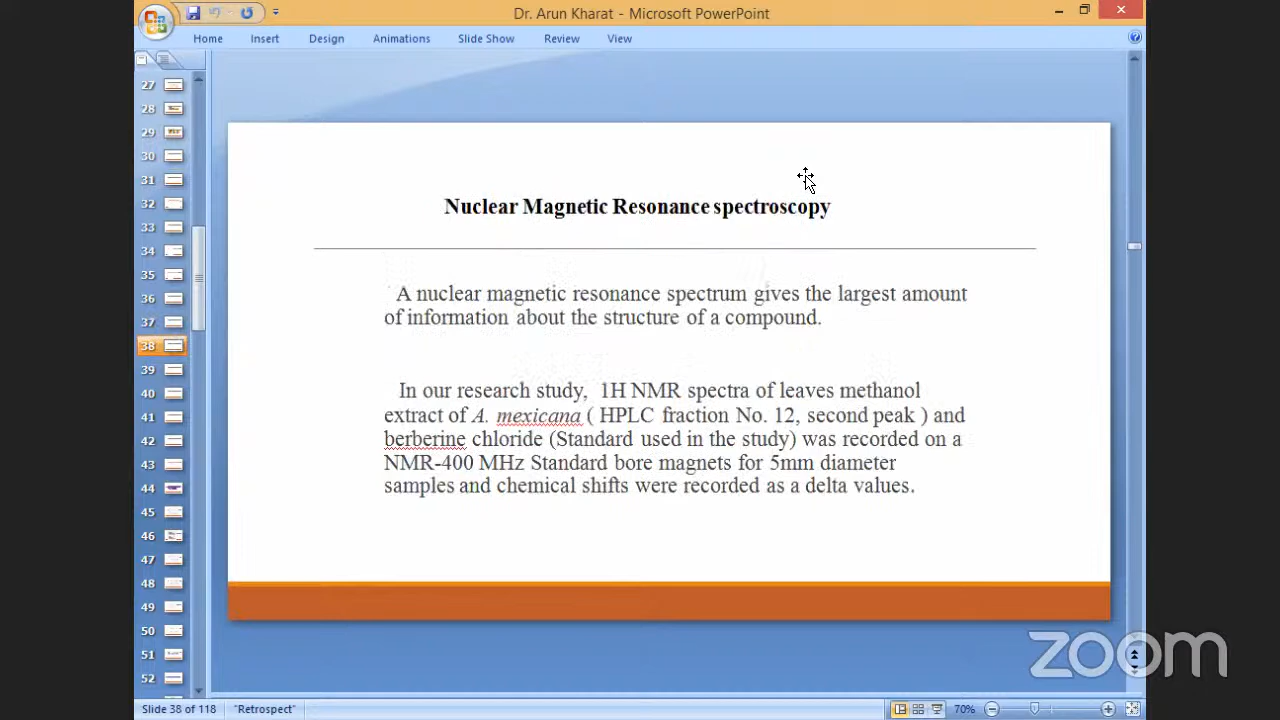 Dr. Arun Kharat - Microsoft PowerPoint
Home Insert Design Animations Slide Show Review View
27
28
29
30
31
32
33
34
35
36
37
38
39
40
41
42
43
44
45
46
47
48
49
50
51
52
Nuclear Magnetic Resonance spectroscopy
A nuclear magnetic resonance spectrum gives the largest amount
of information about the structure of a compound.
In our research study, 1H NMR spectra of leaves methanol
extract of A. mexicana ( HPLC fraction No. 12, second peak ) and
berberine chloride (Standard used in the study) was recorded on a
NMR-400 MHz Standard bore magnets for 5mm diameter
samples and chemical shifts were recorded as a delta values.
zoom
Slide 38 of 118 "Retrospect" 70%